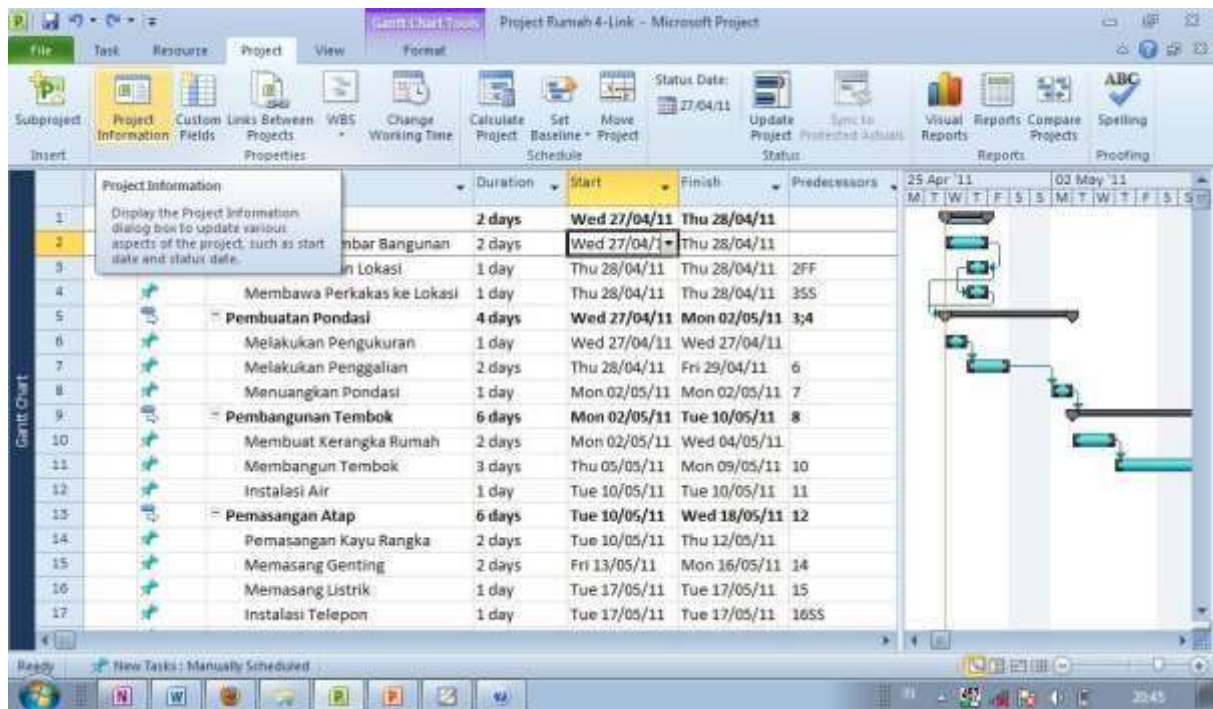 Gantt Chart Tools Project Rumah 4-Link - Microsoft Project
File Task Resource Project View Format
Subproject
Project Information
Custom Fields
Links Between Projects
WBS
Change Working Time
Calculate Project
Set Baseline
Move Project
Status Date:
27/04/11
Update Project
Sync to Protected Actuals
Visual Reports
Reports
Compare Projects
ABC
Spelling
Insert Properties Schedule Status Reports Proofing
Project Information
Display the Project Information
dialog box to update various
aspects of the project, such as start
date and status date.
Duration Start Finish Predecessors 25 Apr '11 02 May '11
M T W T F S S M T W T F S S
1 2 days Wed 27/04/11 Thu 28/04/11
2 mbar Bangunan 2 days Wed 27/04/1 Thu 28/04/11
3 n Lokasi 1 day Thu 28/04/11 Thu 28/04/11 2FF
4 Membawa Perkakas ke Lokasi 1 day Thu 28/04/11 Thu 28/04/11 3SS
5 Pembuatan Pondasi 4 days Wed 27/04/11 Mon 02/05/11 3;4
6 Melakukan Pengukuran 1 day Wed 27/04/11 Wed 27/04/11
7 Melakukan Penggalian 2 days Thu 28/04/11 Fri 29/04/11 6
8 Menuangkan Pondasi 1 day Mon 02/05/11 Mon 02/05/11 7
9 Pembangunan Tembok 6 days Mon 02/05/11 Tue 10/05/11 8
10 Membuat Kerangka Rumah 2 days Mon 02/05/11 Wed 04/05/11
11 Membangun Tembok 3 days Thu 05/05/11 Mon 09/05/11 10
12 Instalasi Air 1 day Tue 10/05/11 Tue 10/05/11 11
13 Pemasangan Atap 6 days Tue 10/05/11 Wed 18/05/11 12
14 Pemasangan Kayu Rangka 2 days Tue 10/05/11 Thu 12/05/11
15 Memasang Genting 2 days Fri 13/05/11 Mon 16/05/11 14
16 Memasang Listrik 1 day Tue 17/05/11 Tue 17/05/11 15
17 Instalasi Telepon 1 day Tue 17/05/11 Tue 17/05/11 16SS
Gantt Chart
Ready New Tasks : Manually Scheduled
IN 20:45